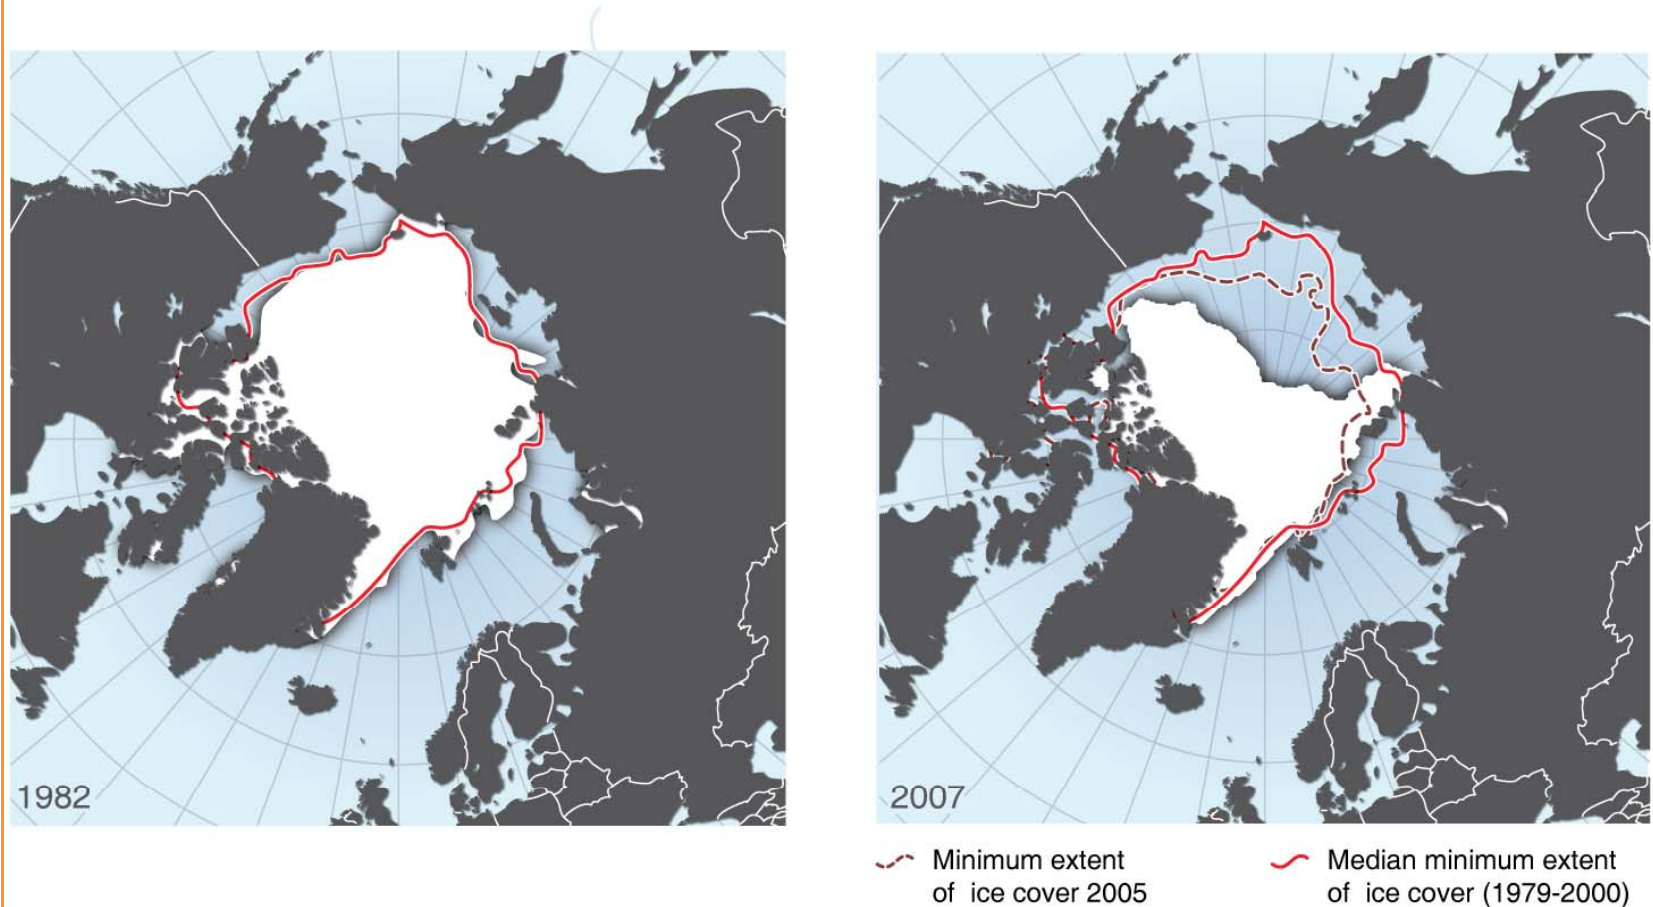 1982
2007
Minimum extent
of ice cover 2005
Median minimum extent
of ice cover (1979-2000)